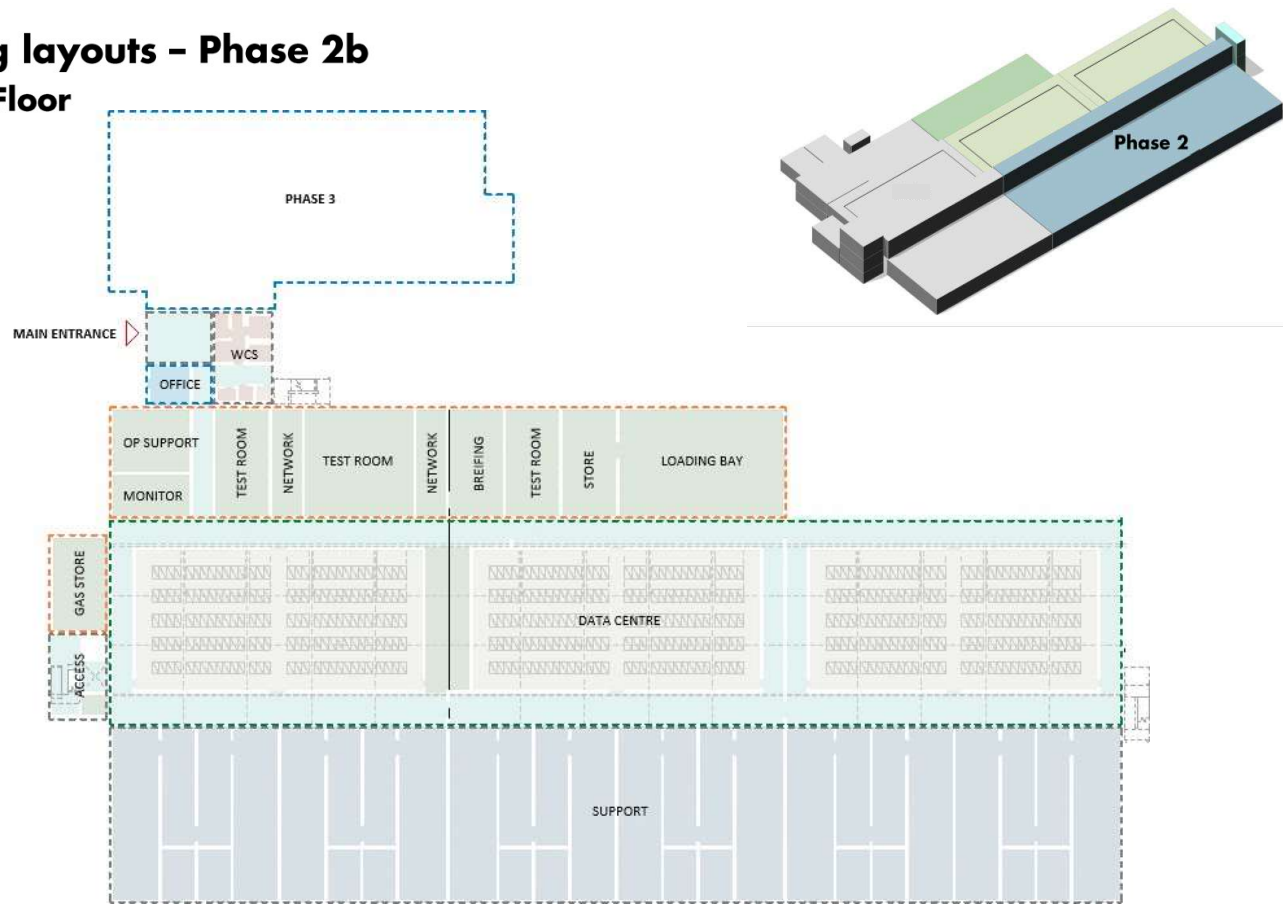 g layouts – Phase 2b
Floor
Phase 2
PHASE 3
MAIN ENTRANCE
WCS
OFFICE
OP SUPPORT
MONITOR
TEST ROOM
NETWORK
TEST ROOM
NETWORK
BREIFING
TEST ROOM
STORE
LOADING BAY
GAS STORE
ACCESS
DATA CENTRE
SUPPORT